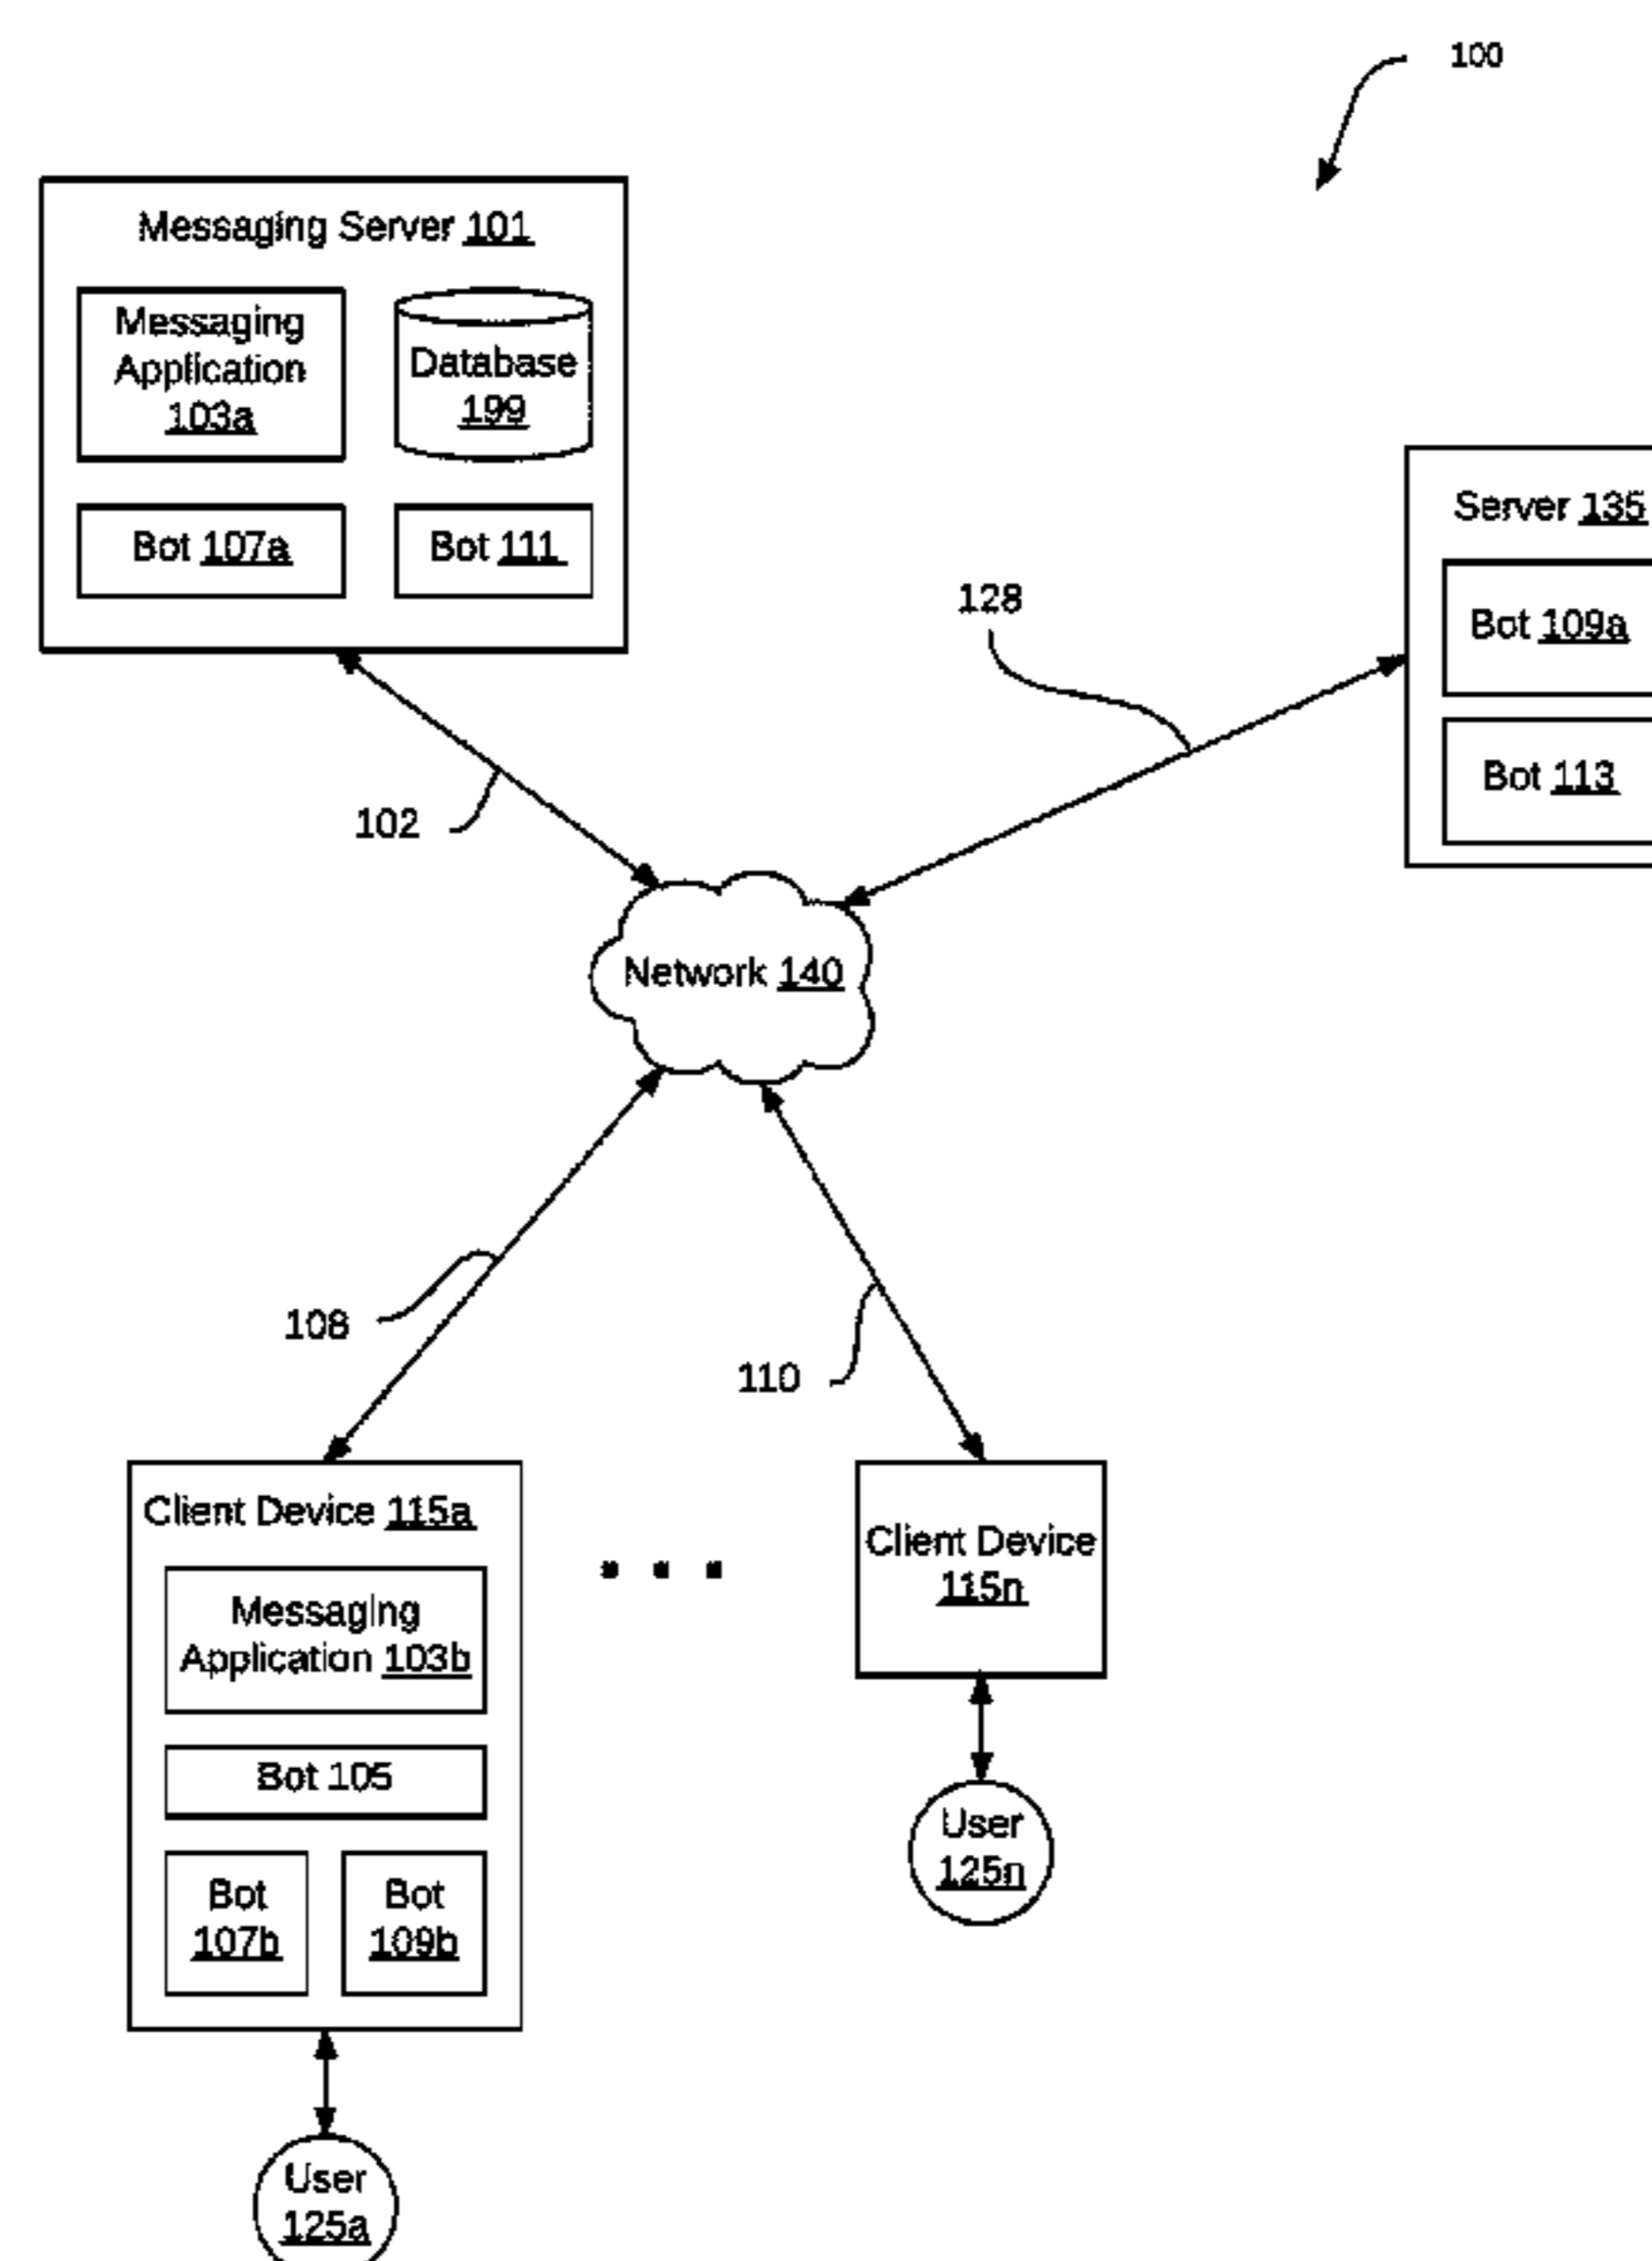 100
Messaging Server 101
Messaging
Application
103a
Database
199
Bot 107a
Bot 111
Server 135
Bot 109a
Bot 113
128
102
Network 140
108
110
Client Device 115a
Messaging
Application 103b
Bot 105
Bot
107b
Bot
109b
Client Device
115n
User
125n
User
125a